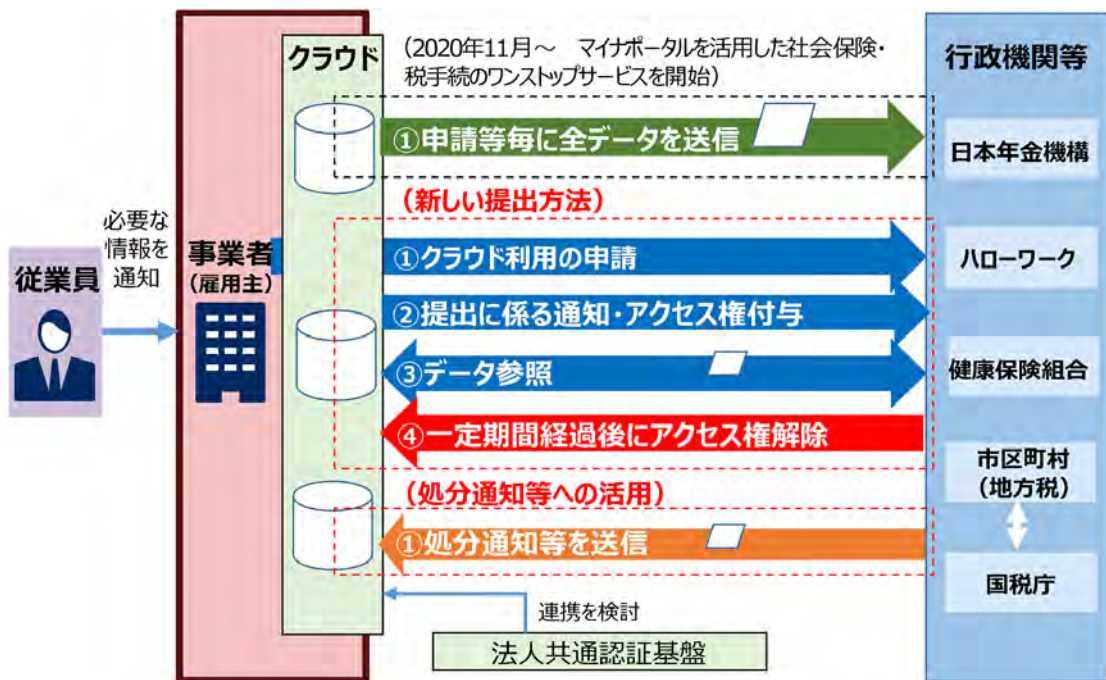 クラウド
(2020年11月～ マイナポータルを活用した社会保険・
税手続のワンストップサービスを開始)
行政機関等
①申請等毎に全データを送信
日本年金機構
(新しい提出方法)
必要な
情報を
通知
従業員
事業者
(雇用主)
①クラウド利用の申請
ハローワーク
②提出に係る通知・アクセス権付与
③データ参照
健康保険組合
④一定期間経過後にアクセス権解除
市区町村
(地方税)
(処分通知等への活用)
①処分通知等を送信
国税庁
連携を検討
法人共通認証基盤